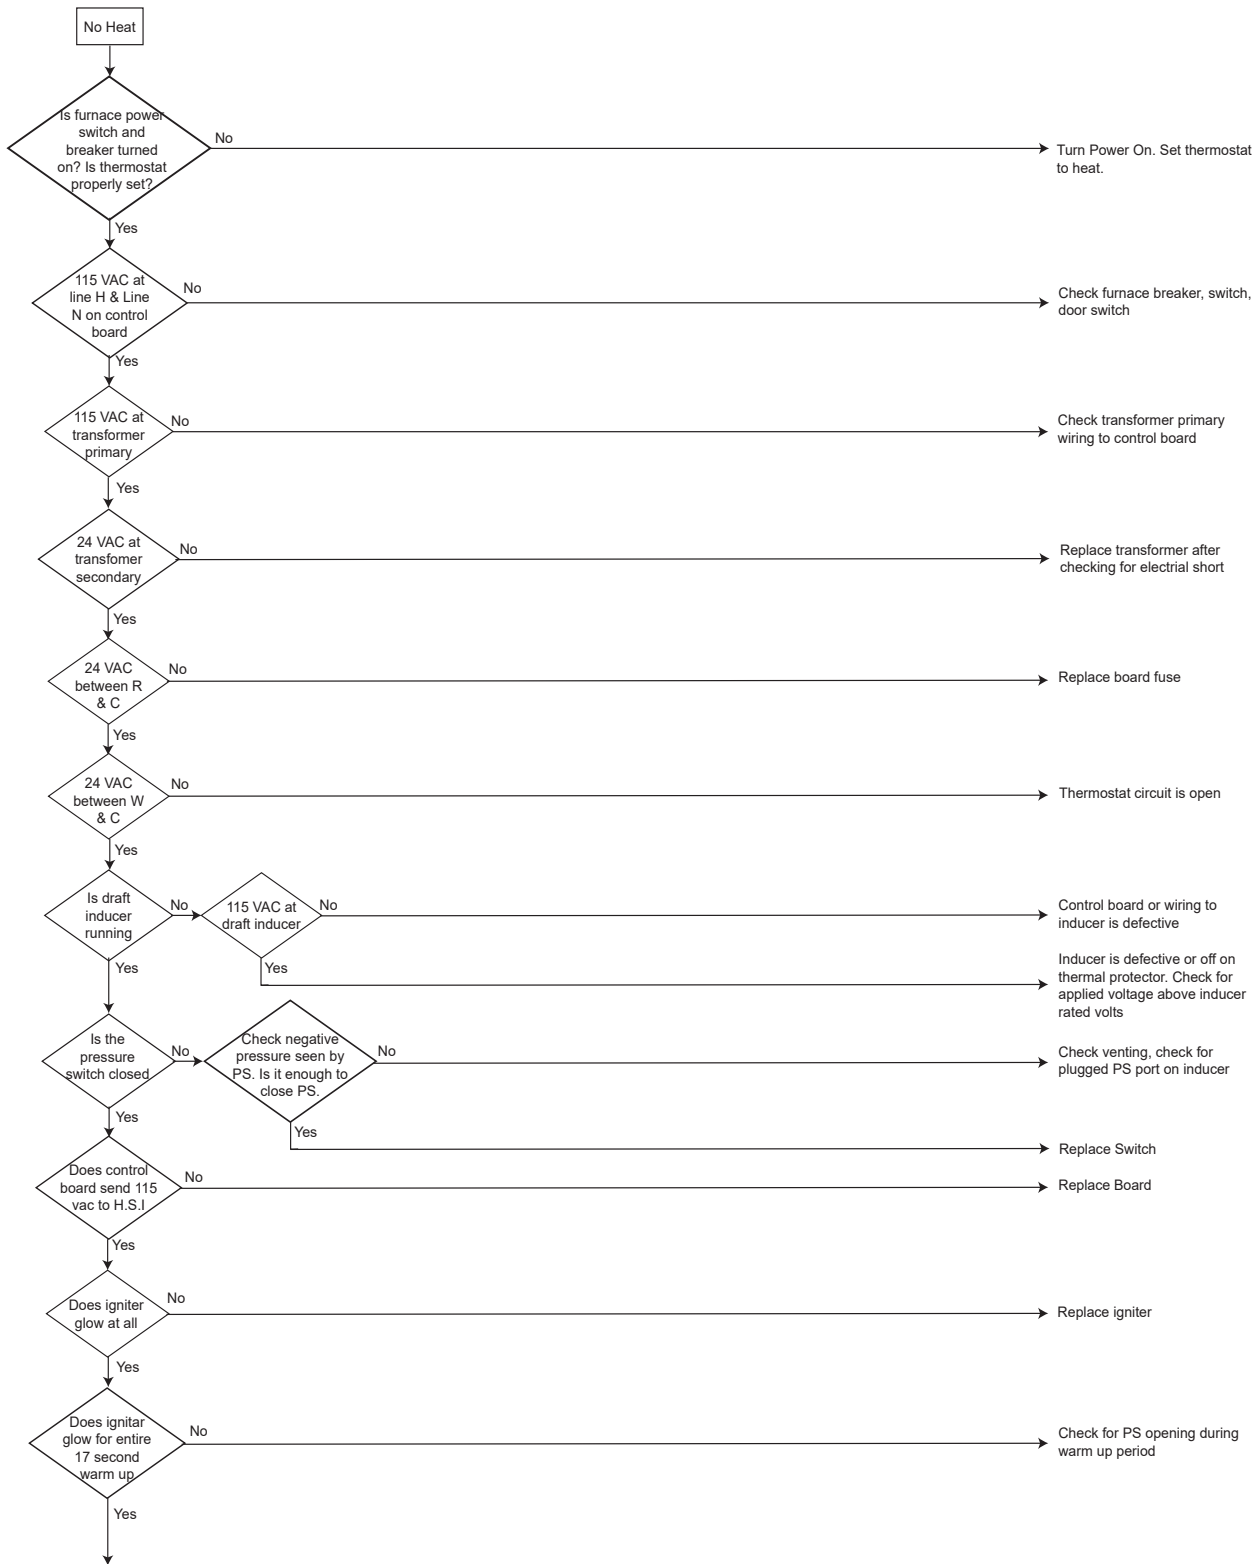 No Heat
Is furnace power
switch and
breaker turned
on? Is thermostat
properly set?
No
Turn Power On. Set thermostat
to heat.
Yes
115 VAC at
line H & Line
N on control
board
No
Check furnace breaker, switch,
door switch
Yes
115 VAC at
transformer
primary
No
Check transformer primary
wiring to control board
Yes
24 VAC at
transfomer
secondary
No
Replace transformer after
checking for electrial short
Yes
24 VAC
between R
& C
No
Replace board fuse
Yes
24 VAC
between W
& C
No
Thermostat circuit is open
Yes
Is draft
inducer
running
No
115 VAC at
draft inducer
No
Control board or wiring to
inducer is defective
Yes
Inducer is defective or off on
thermal protector. Check for
applied voltage above inducer
rated volts
Yes
Is the
pressure
switch closed
No
Check negative
pressure seen by
PS. Is it enough to
close PS.
No
Check venting, check for
plugged PS port on inducer
Yes
Replace Switch
Yes
Does control
board send 115
vac to H.S.I
No
Replace Board
Yes
Does igniter
glow at all
No
Replace igniter
Yes
Does ignitar
glow for entire
17 second
warm up
No
Check for PS opening during
warm up period
Yes